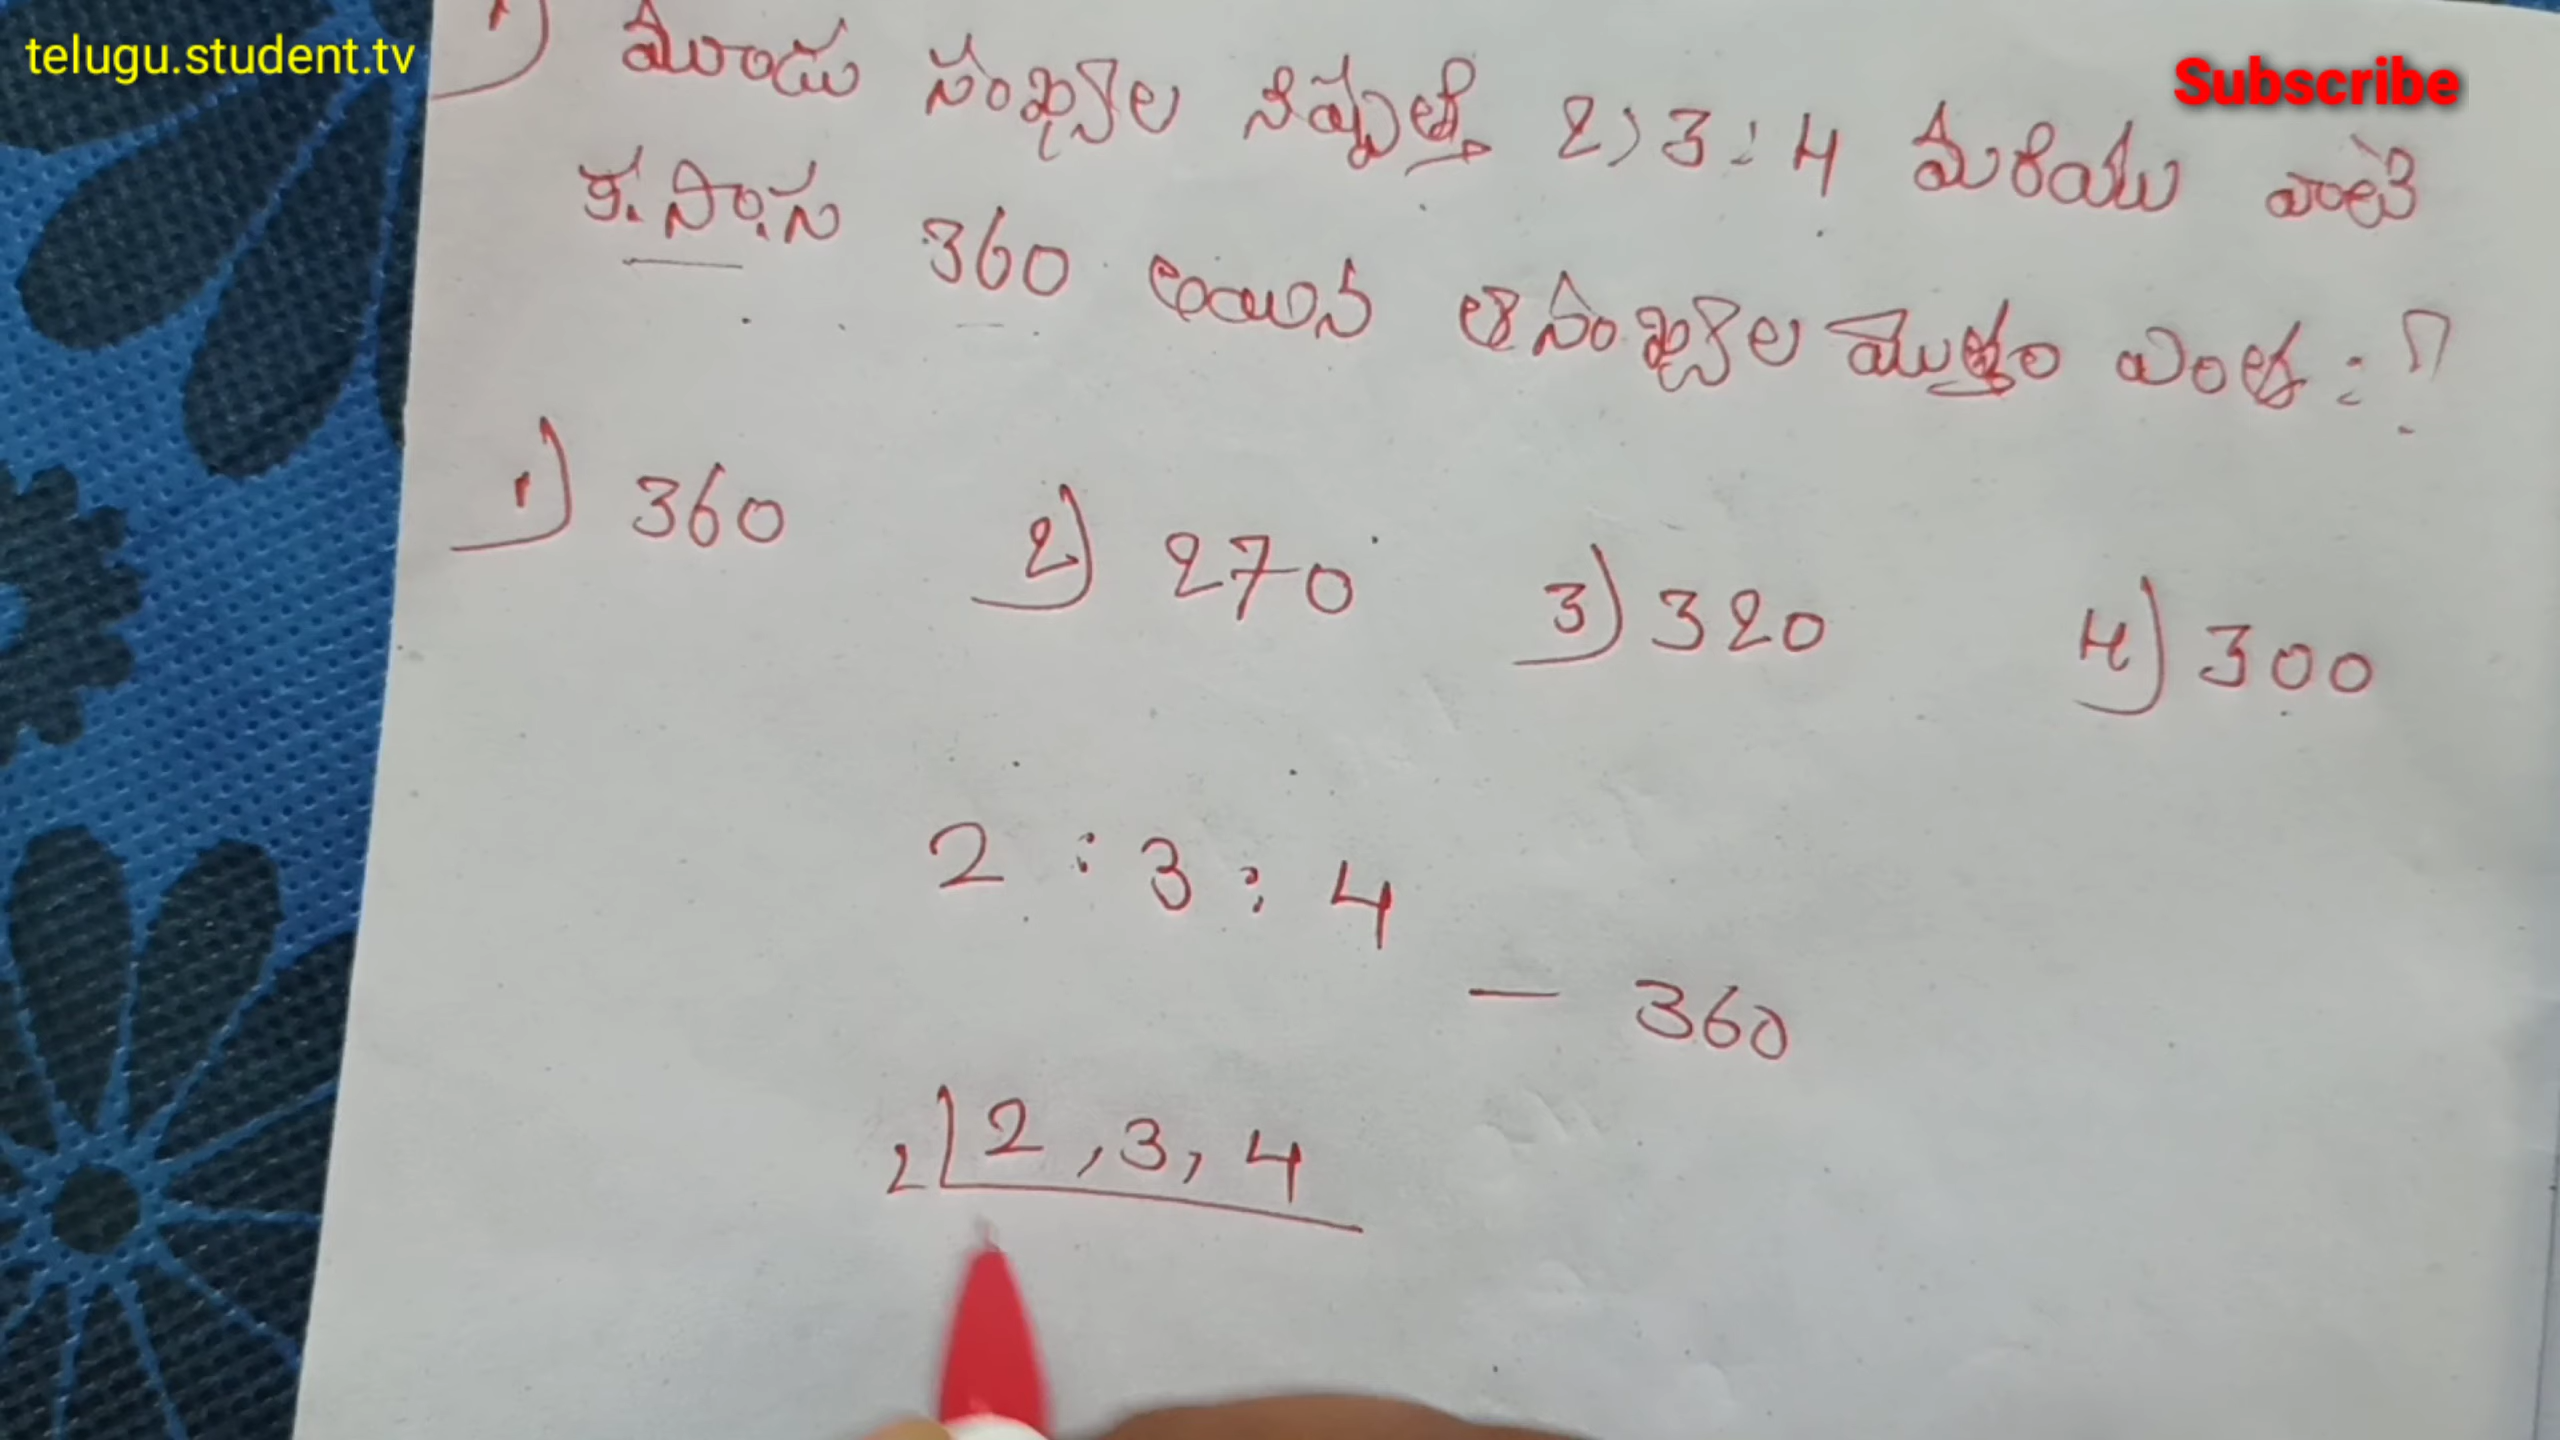 telugu.student.tv
Subscribe
1) మూడు సంఖ్యల నిష్పత్తి 2:3:4 మరియు వాటి
క.సా.గు 360 అయిన ఆ సంఖ్యల మొత్తం ఎంత:?
1) 360 2) 270 3) 320 4) 300
2 : 3 : 4
— 360
2 2, 3, 4